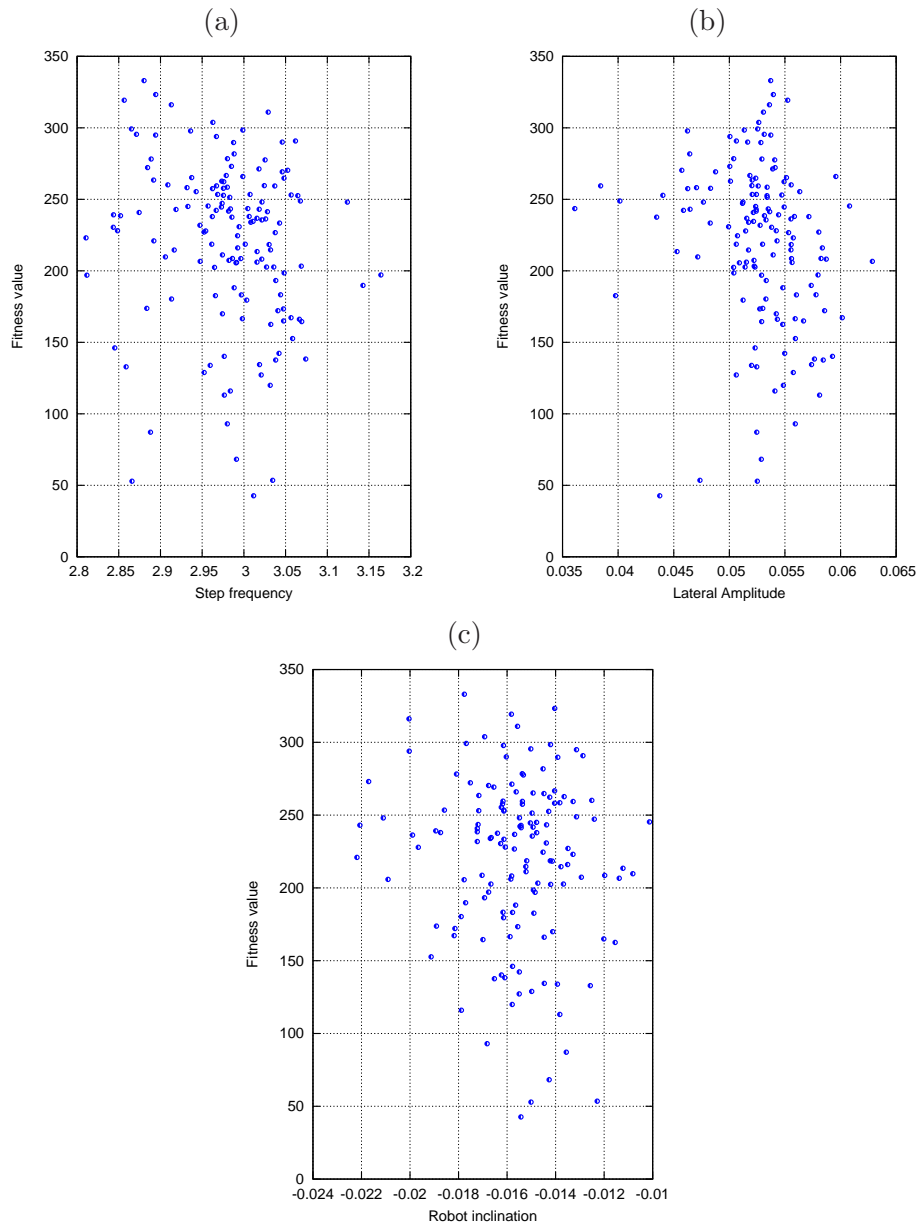 (a)
350
300
250
200
150
100
50
0
Fitness value
2.8 2.85 2.9 2.95 3 3.05 3.1 3.15 3.2
Step frequency
(b)
350
300
250
200
150
100
50
0
Fitness value
0.035 0.04 0.045 0.05 0.055 0.06 0.065
Lateral Amplitude
(c)
350
300
250
200
150
100
50
0
Fitness value
-0.024 -0.022 -0.02 -0.018 -0.016 -0.014 -0.012 -0.01
Robot inclination